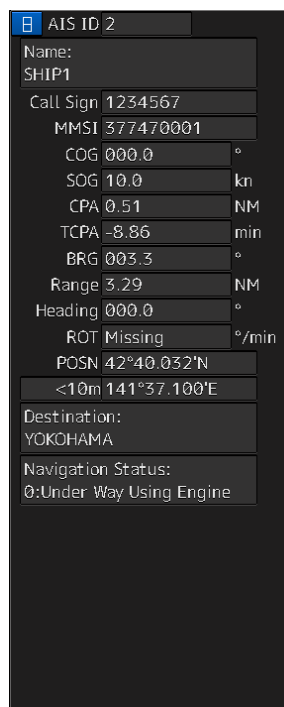 AIS ID 2
Name:
SHIP1
Call Sign 1234567
MMSI 377470001
COG 000.0 °
SOG 10.0 kn
CPA 0.51 NM
TCPA -8.86 min
BRG 003.3 °
Range 3.29 NM
Heading 000.0 °
ROT Missing °/min
POSN 42°40.032'N
<10m 141°37.100'E
Destination:
YOKOHAMA
Navigation Status:
0:Under Way Using Engine